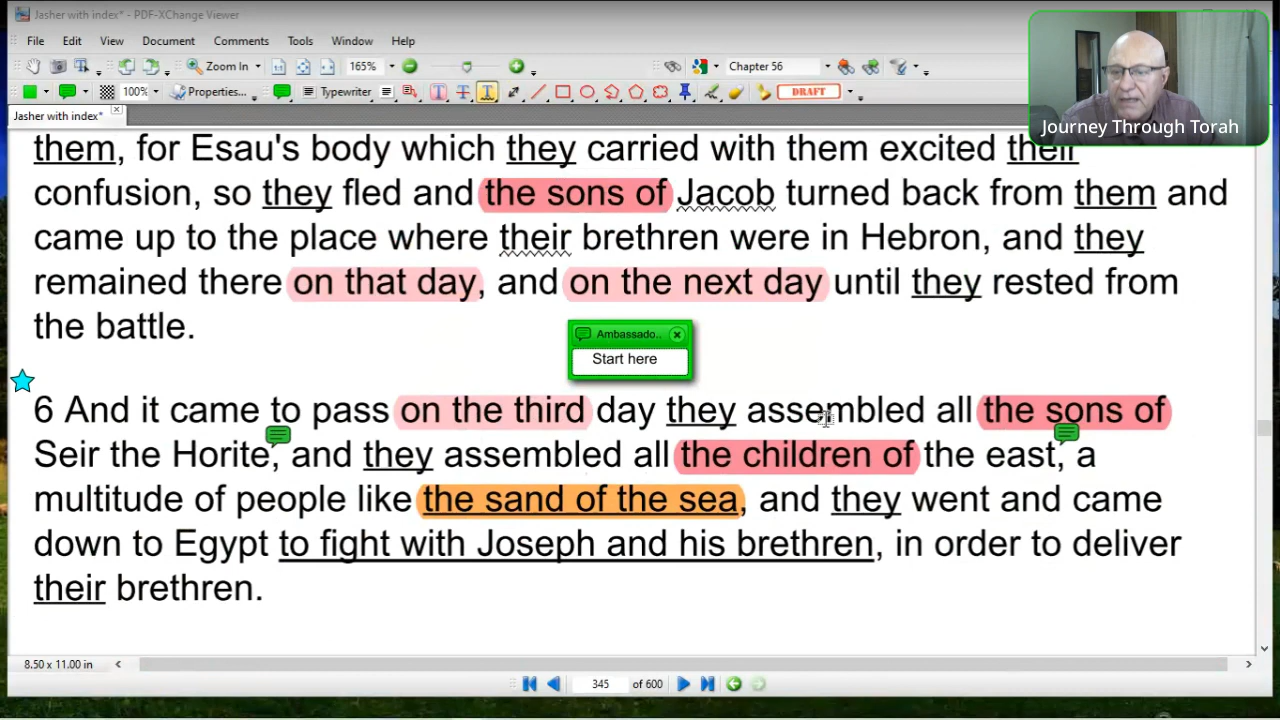 Jasher with index* - PDF-XChange Viewer
File Edit View Document Comments Tools Window Help
Zoom In 165% Chapter 56
100% Properties... Typewriter DRAFT
Journey Through Torah
Jasher with index*
them, for Esau's body which they carried with them excited their
confusion, so they fled and the sons of Jacob turned back from them and
came up to the place where their brethren were in Hebron, and they
remained there on that day, and on the next day until they rested from
the battle.
Ambassado..
Start here
6 And it came to pass on the third day they assembled all the sons of
Seir the Horite, and they assembled all the children of the east, a
multitude of people like the sand of the sea, and they went and came
down to Egypt to fight with Joseph and his brethren, in order to deliver
their brethren.
8.50 x 11.00 in
345 of 600